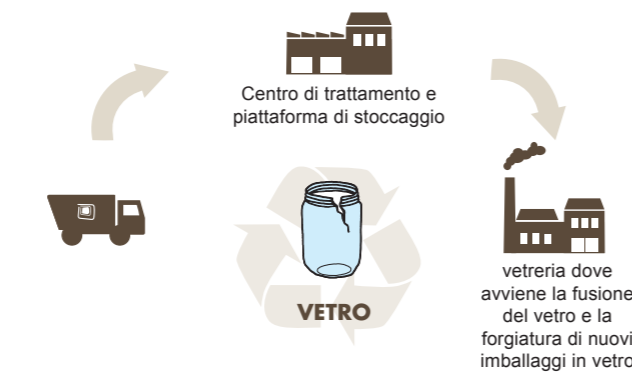 Centro di trattamento e
piattaforma di stoccaggio
VETRO
vetreria dove
avviene la fusione
del vetro e la
forgiatura di nuovi
imballaggi in vetro